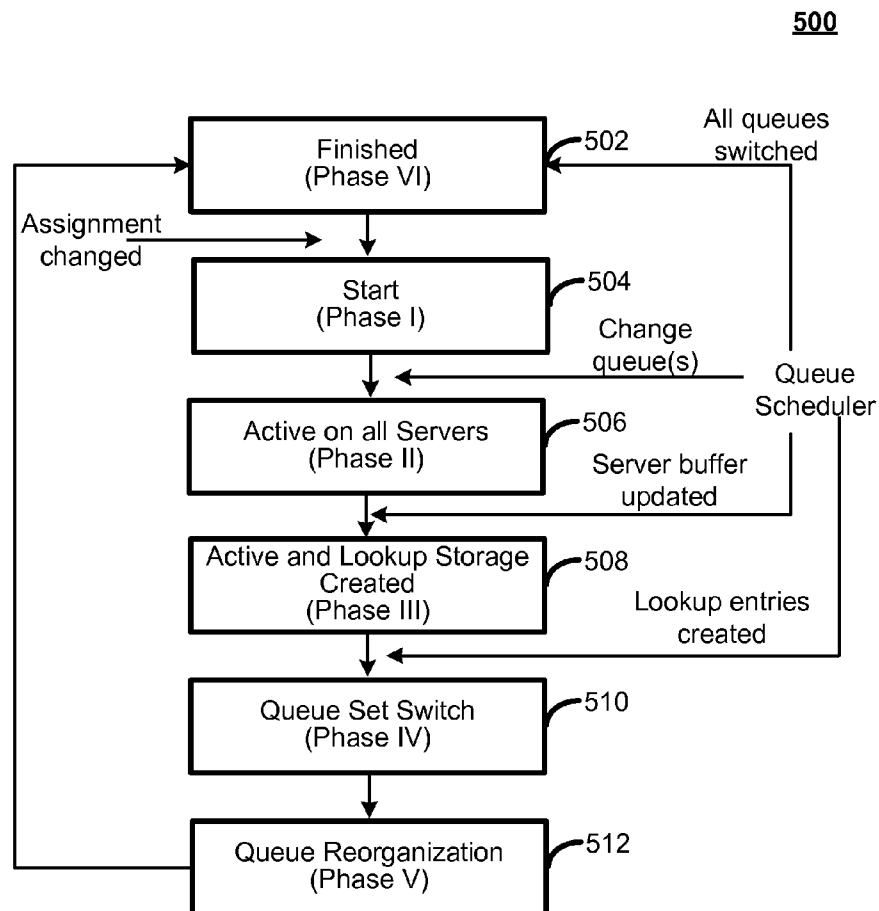 500
Finished
(Phase VI)
502
All queues
switched
Assignment
changed
Start
(Phase I)
504
Change
queue(s)
Queue
Scheduler
Active on all Servers
(Phase II)
506
Server buffer
updated
Active and Lookup Storage
Created
(Phase III)
508
Lookup entries
created
Queue Set Switch
(Phase IV)
510
Queue Reorganization
(Phase V)
512